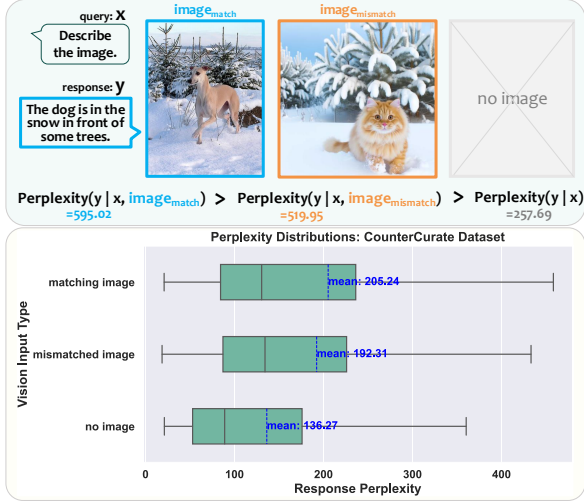 query: x
Describe
the image.
response: y
The dog is in the
snow in front of
some trees.
image_match
image_mismatch
no image
Perplexity(y | x, image_match) > Perplexity(y | x, image_mismatch) > Perplexity(y | x)
=595.02 =519.95 =257.69
Perplexity Distributions: CounterCurate Dataset
Vision Input Type
matching image
mean: 205.24
mismatched image
mean: 192.31
no image
mean: 136.27
0 100 200 300 400
Response Perplexity